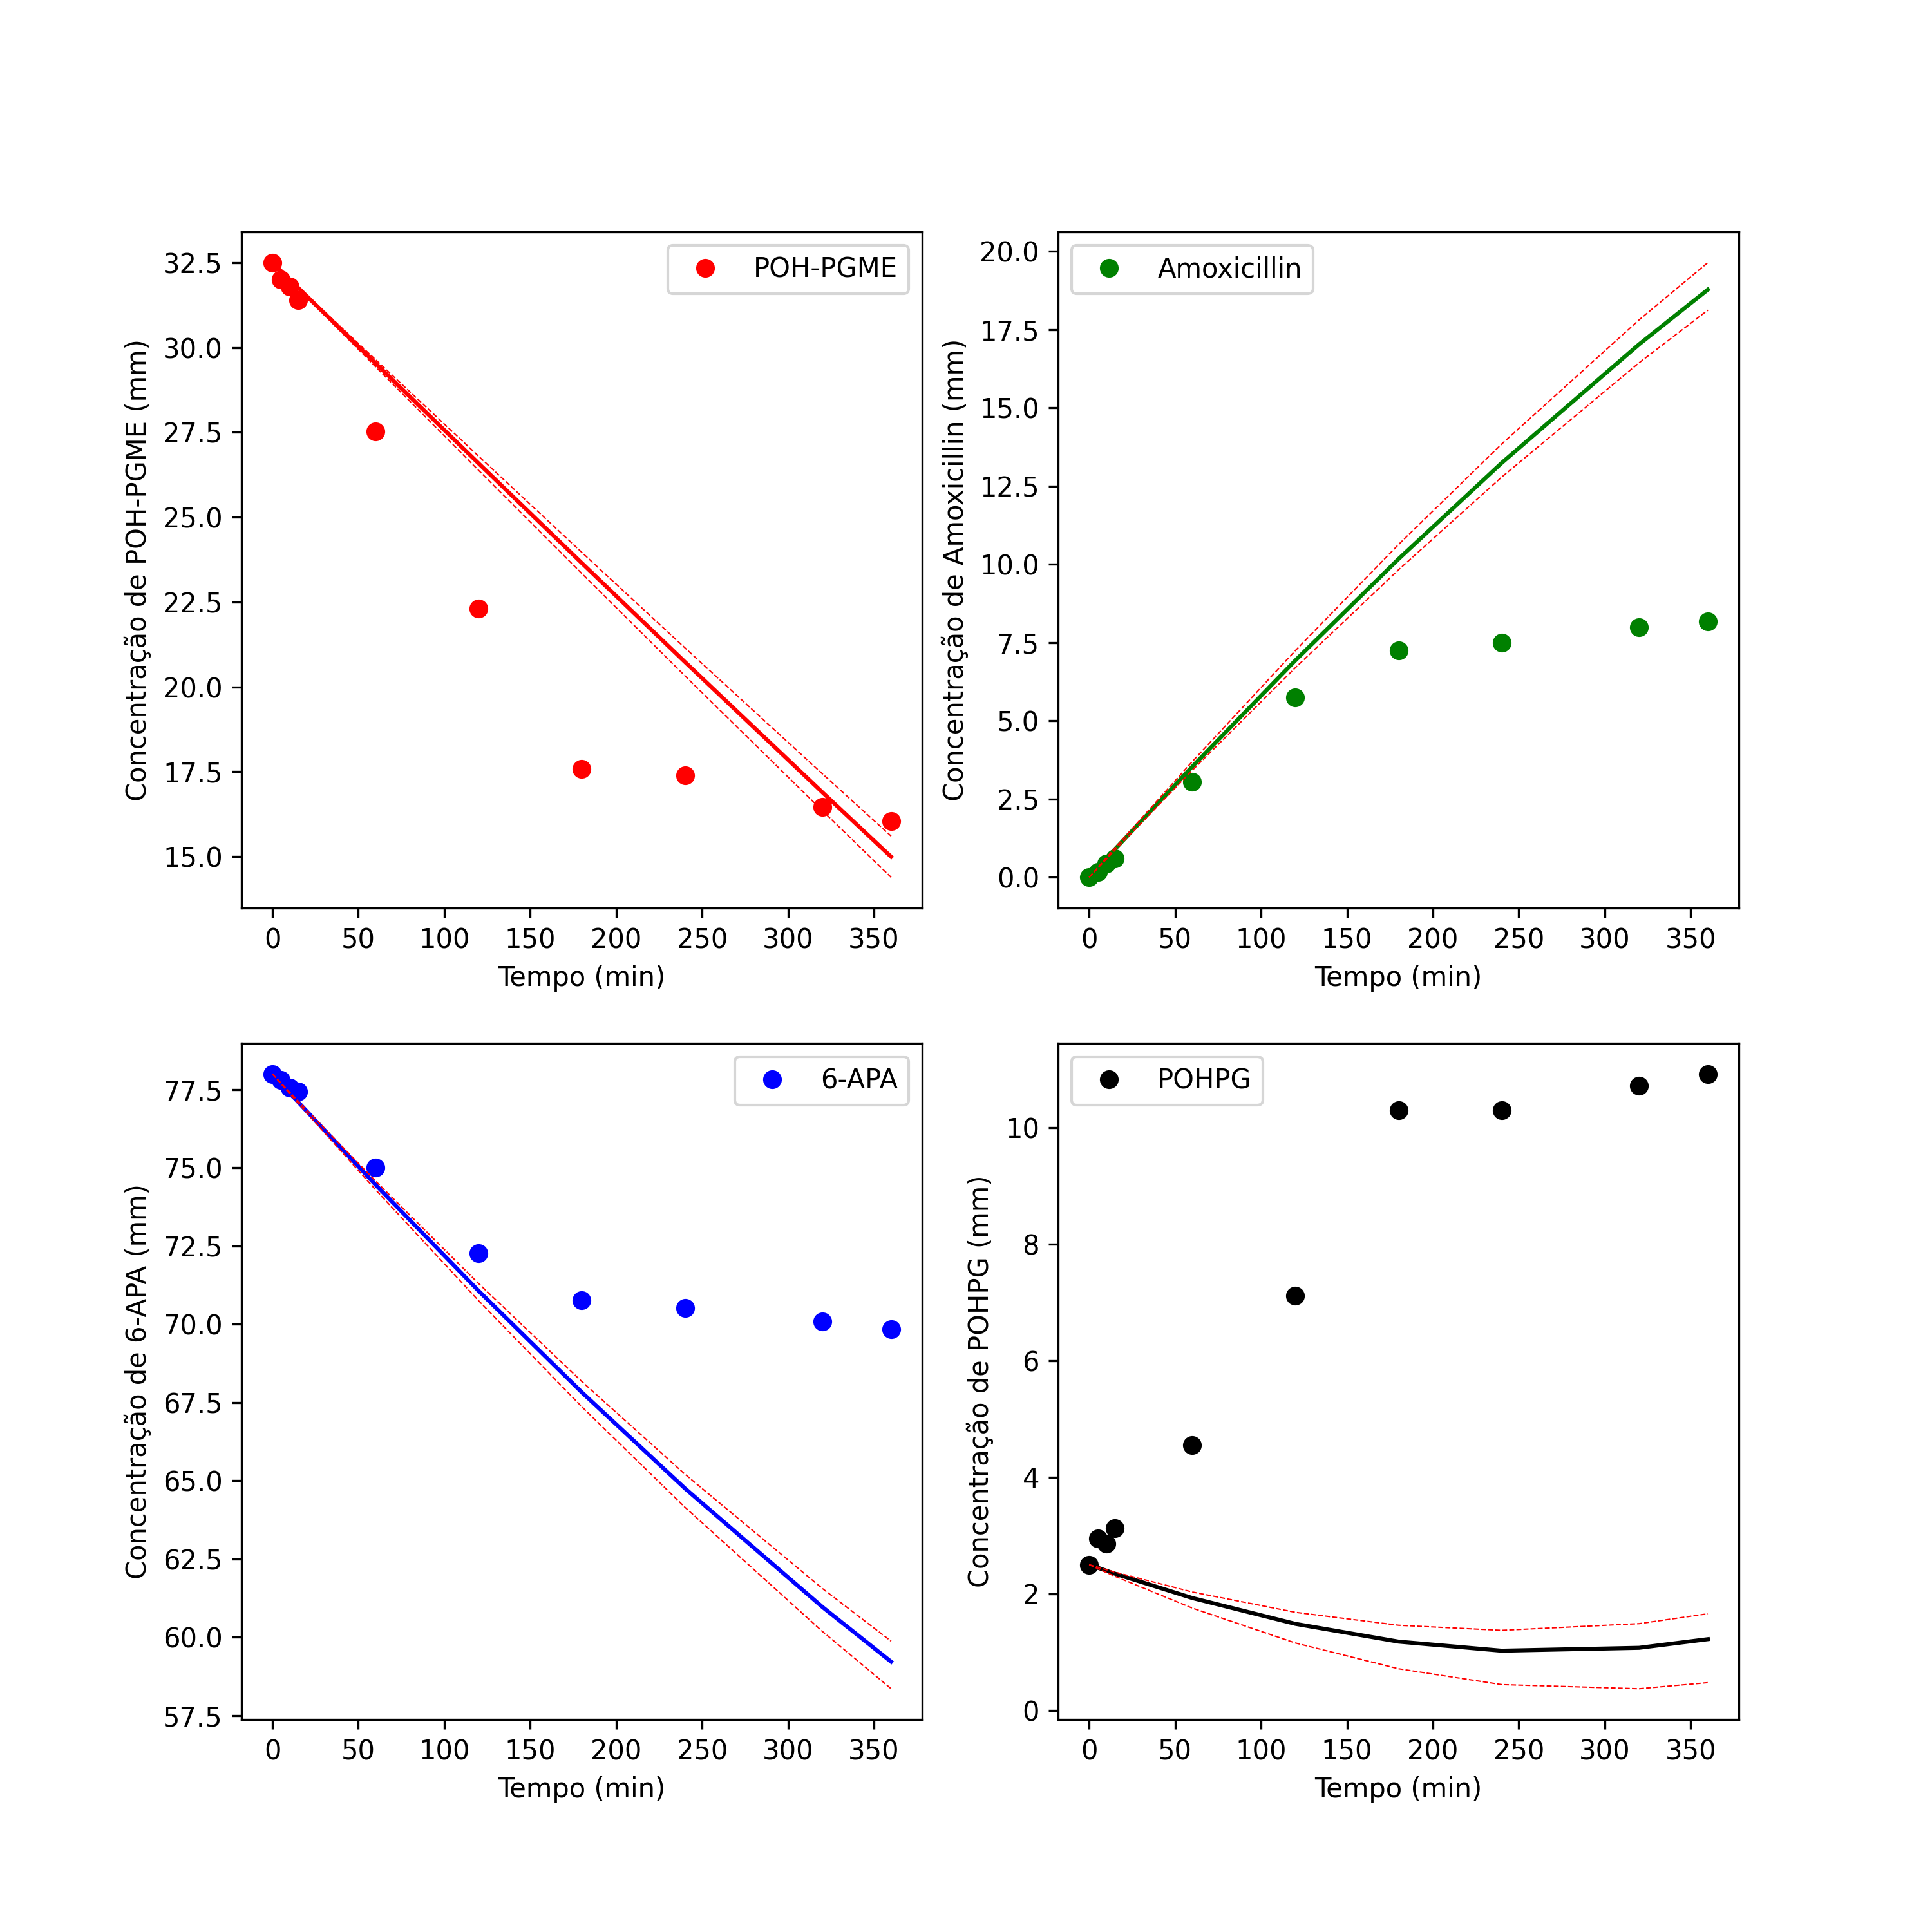 POH-PGME
32.5
30.0
27.5
25.0
22.5
20.0
17.5
15.0
Concentração de POH-PGME (mm)
0 50 100 150 200 250 300 350
Tempo (min)
Amoxicillin
20.0
17.5
15.0
12.5
10.0
7.5
5.0
2.5
0.0
Concentração de Amoxicillin (mm)
0 50 100 150 200 250 300 350
Tempo (min)
6-APA
77.5
75.0
72.5
70.0
67.5
65.0
62.5
60.0
57.5
Concentração de 6-APA (mm)
0 50 100 150 200 250 300 350
Tempo (min)
POHPG
10
8
6
4
2
0
Concentração de POHPG (mm)
0 50 100 150 200 250 300 350
Tempo (min)